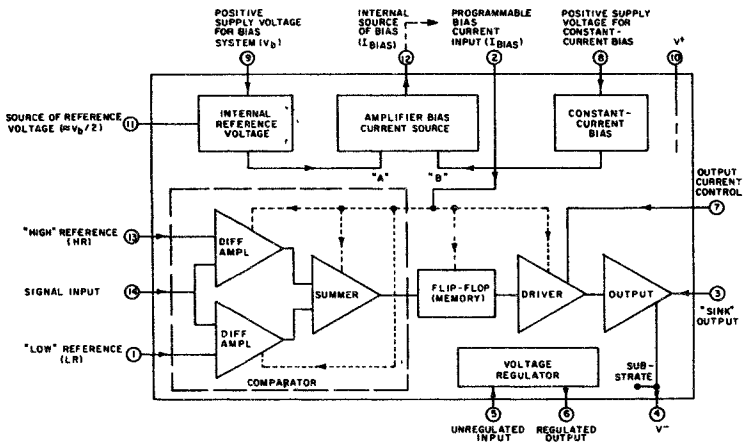 POSITIVE
SUPPLY VOLTAGE
FOR BIAS
SYSTEM (Vb)
9
INTERNAL
SOURCE
OF BIAS
(IBIAS)
12
PROGRAMMABLE
BIAS
CURRENT
INPUT (IBIAS)
2
POSITIVE SUPPLY
VOLTAGE FOR
CONSTANT-
CURRENT BIAS
8
V+
10
SOURCE OF REFERENCE
VOLTAGE (≈Vb/2)
11
INTERNAL
REFERENCE
VOLTAGE
AMPLIFIER BIAS
CURRENT SOURCE
CONSTANT-
CURRENT
BIAS
"A"
"B"
OUTPUT
CURRENT
CONTROL
7
"HIGH" REFERENCE
(HR)
13
DIFF
AMPL
SIGNAL INPUT
14
SUMMER
FLIP-FLOP
(MEMORY)
DRIVER
OUTPUT
3
"SINK"
OUTPUT
"LOW" REFERENCE
(LR)
1
DIFF
AMPL
COMPARATOR
VOLTAGE
REGULATOR
SUB-
STRATE
5
UNREGULATED
INPUT
6
REGULATED
OUTPUT
4
V-